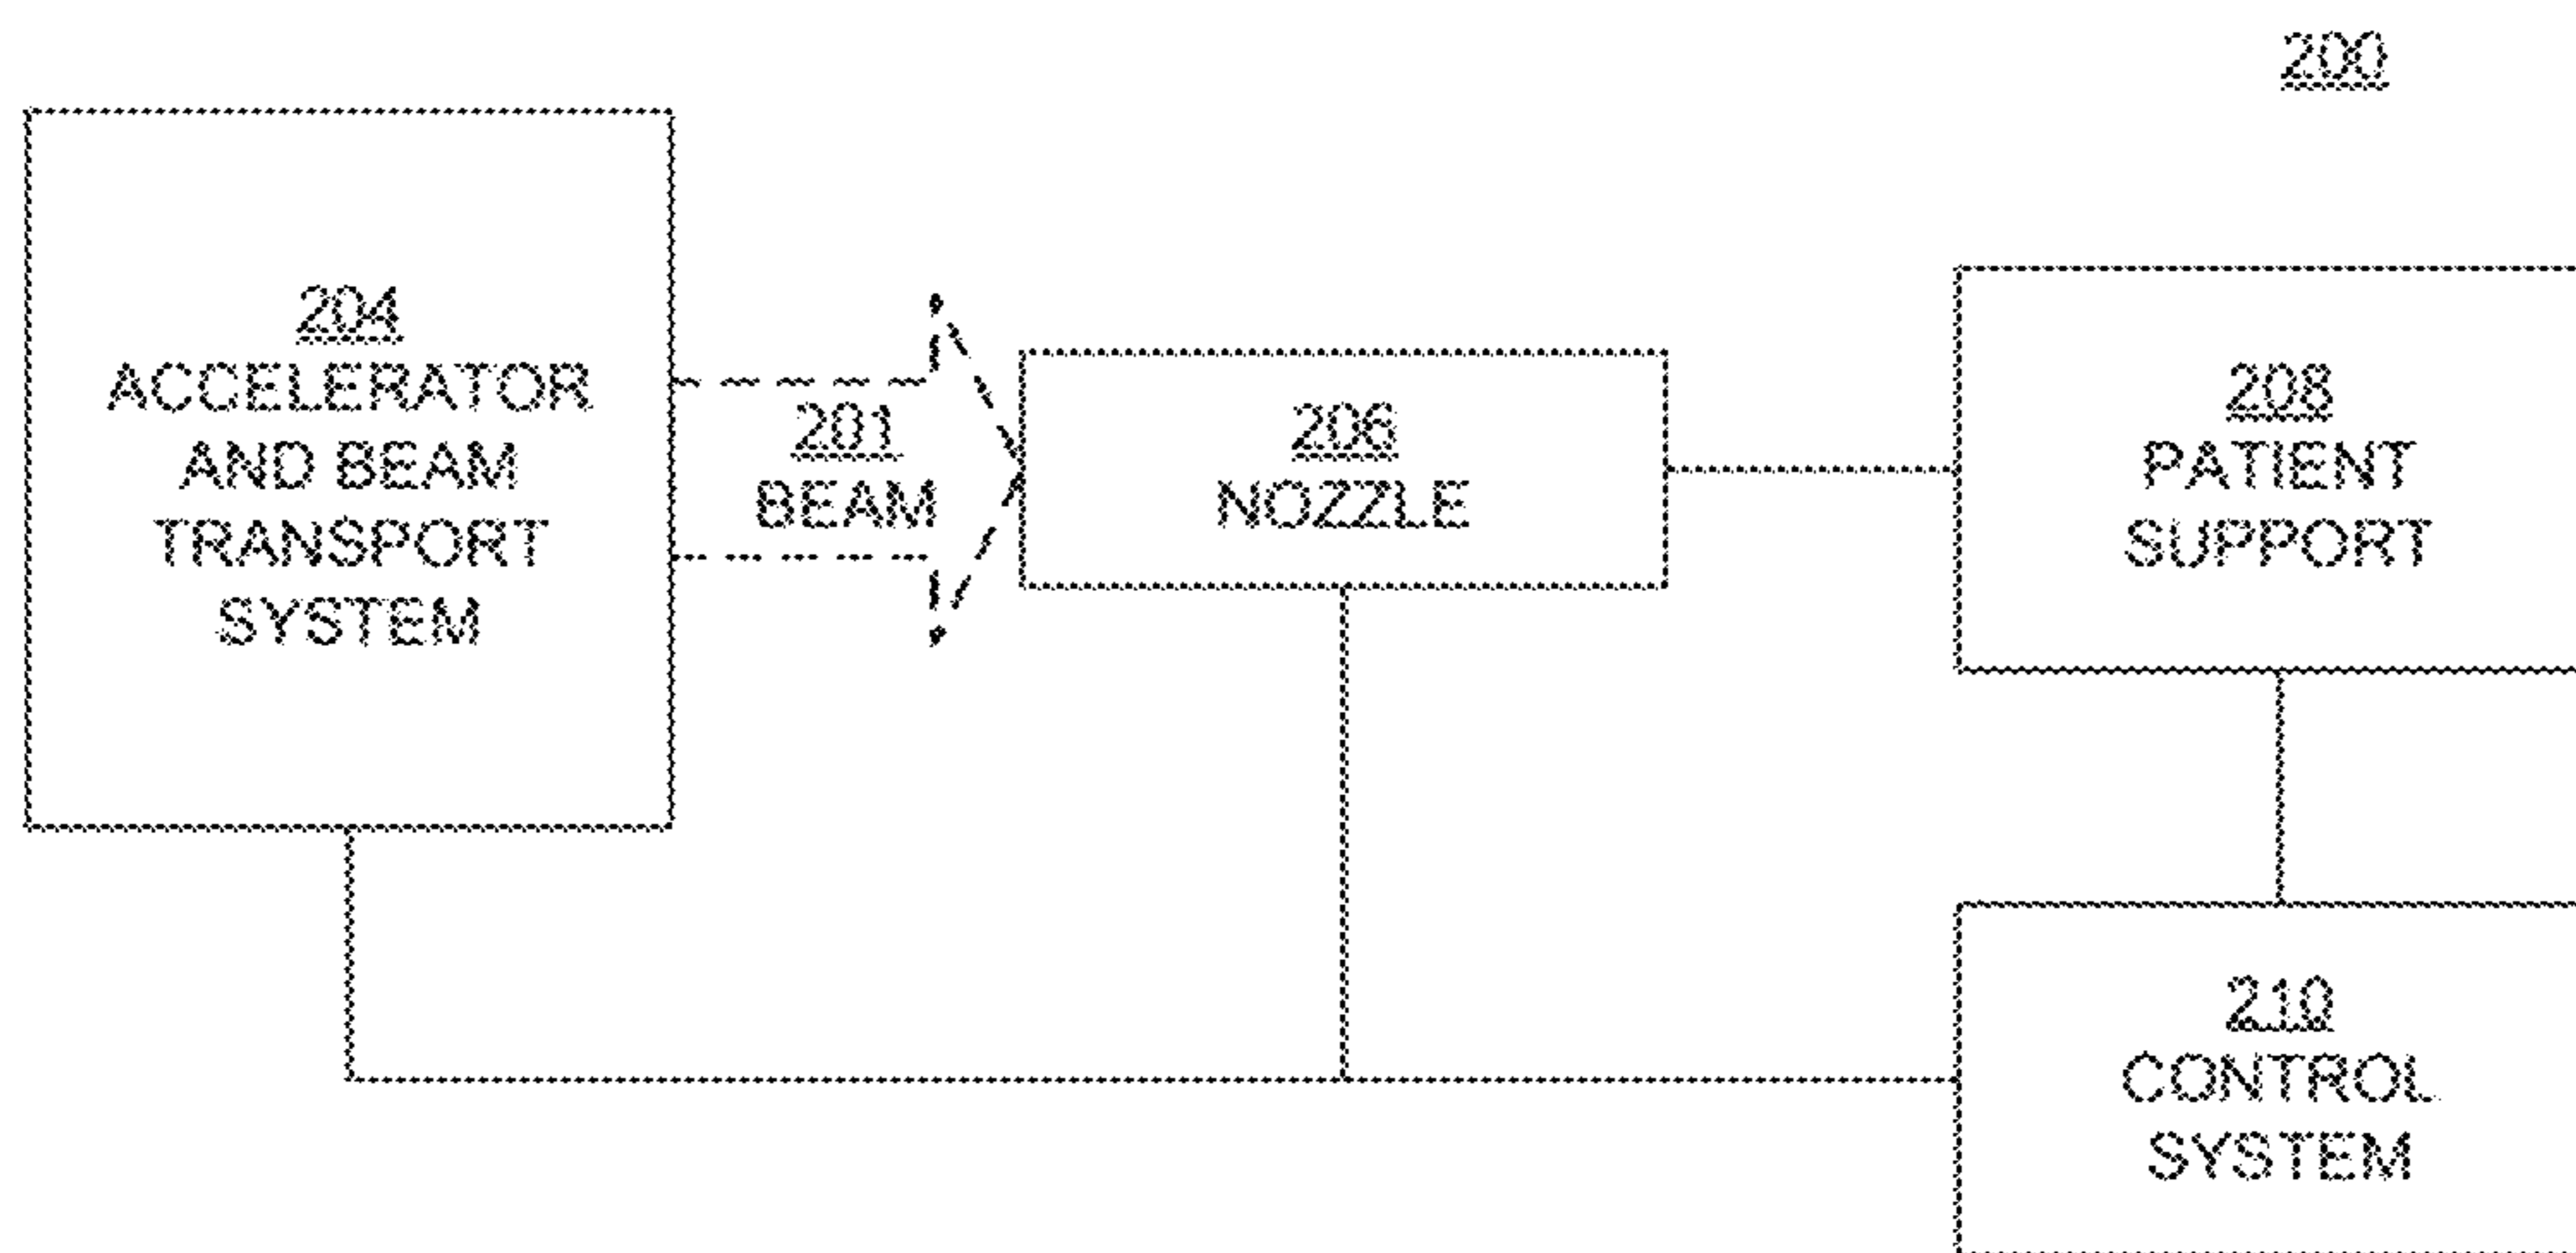 200
204
ACCELERATOR
AND BEAM
TRANSPORT
SYSTEM
201
BEAM
206
NOZZLE
208
PATIENT
SUPPORT
210
CONTROL
SYSTEM